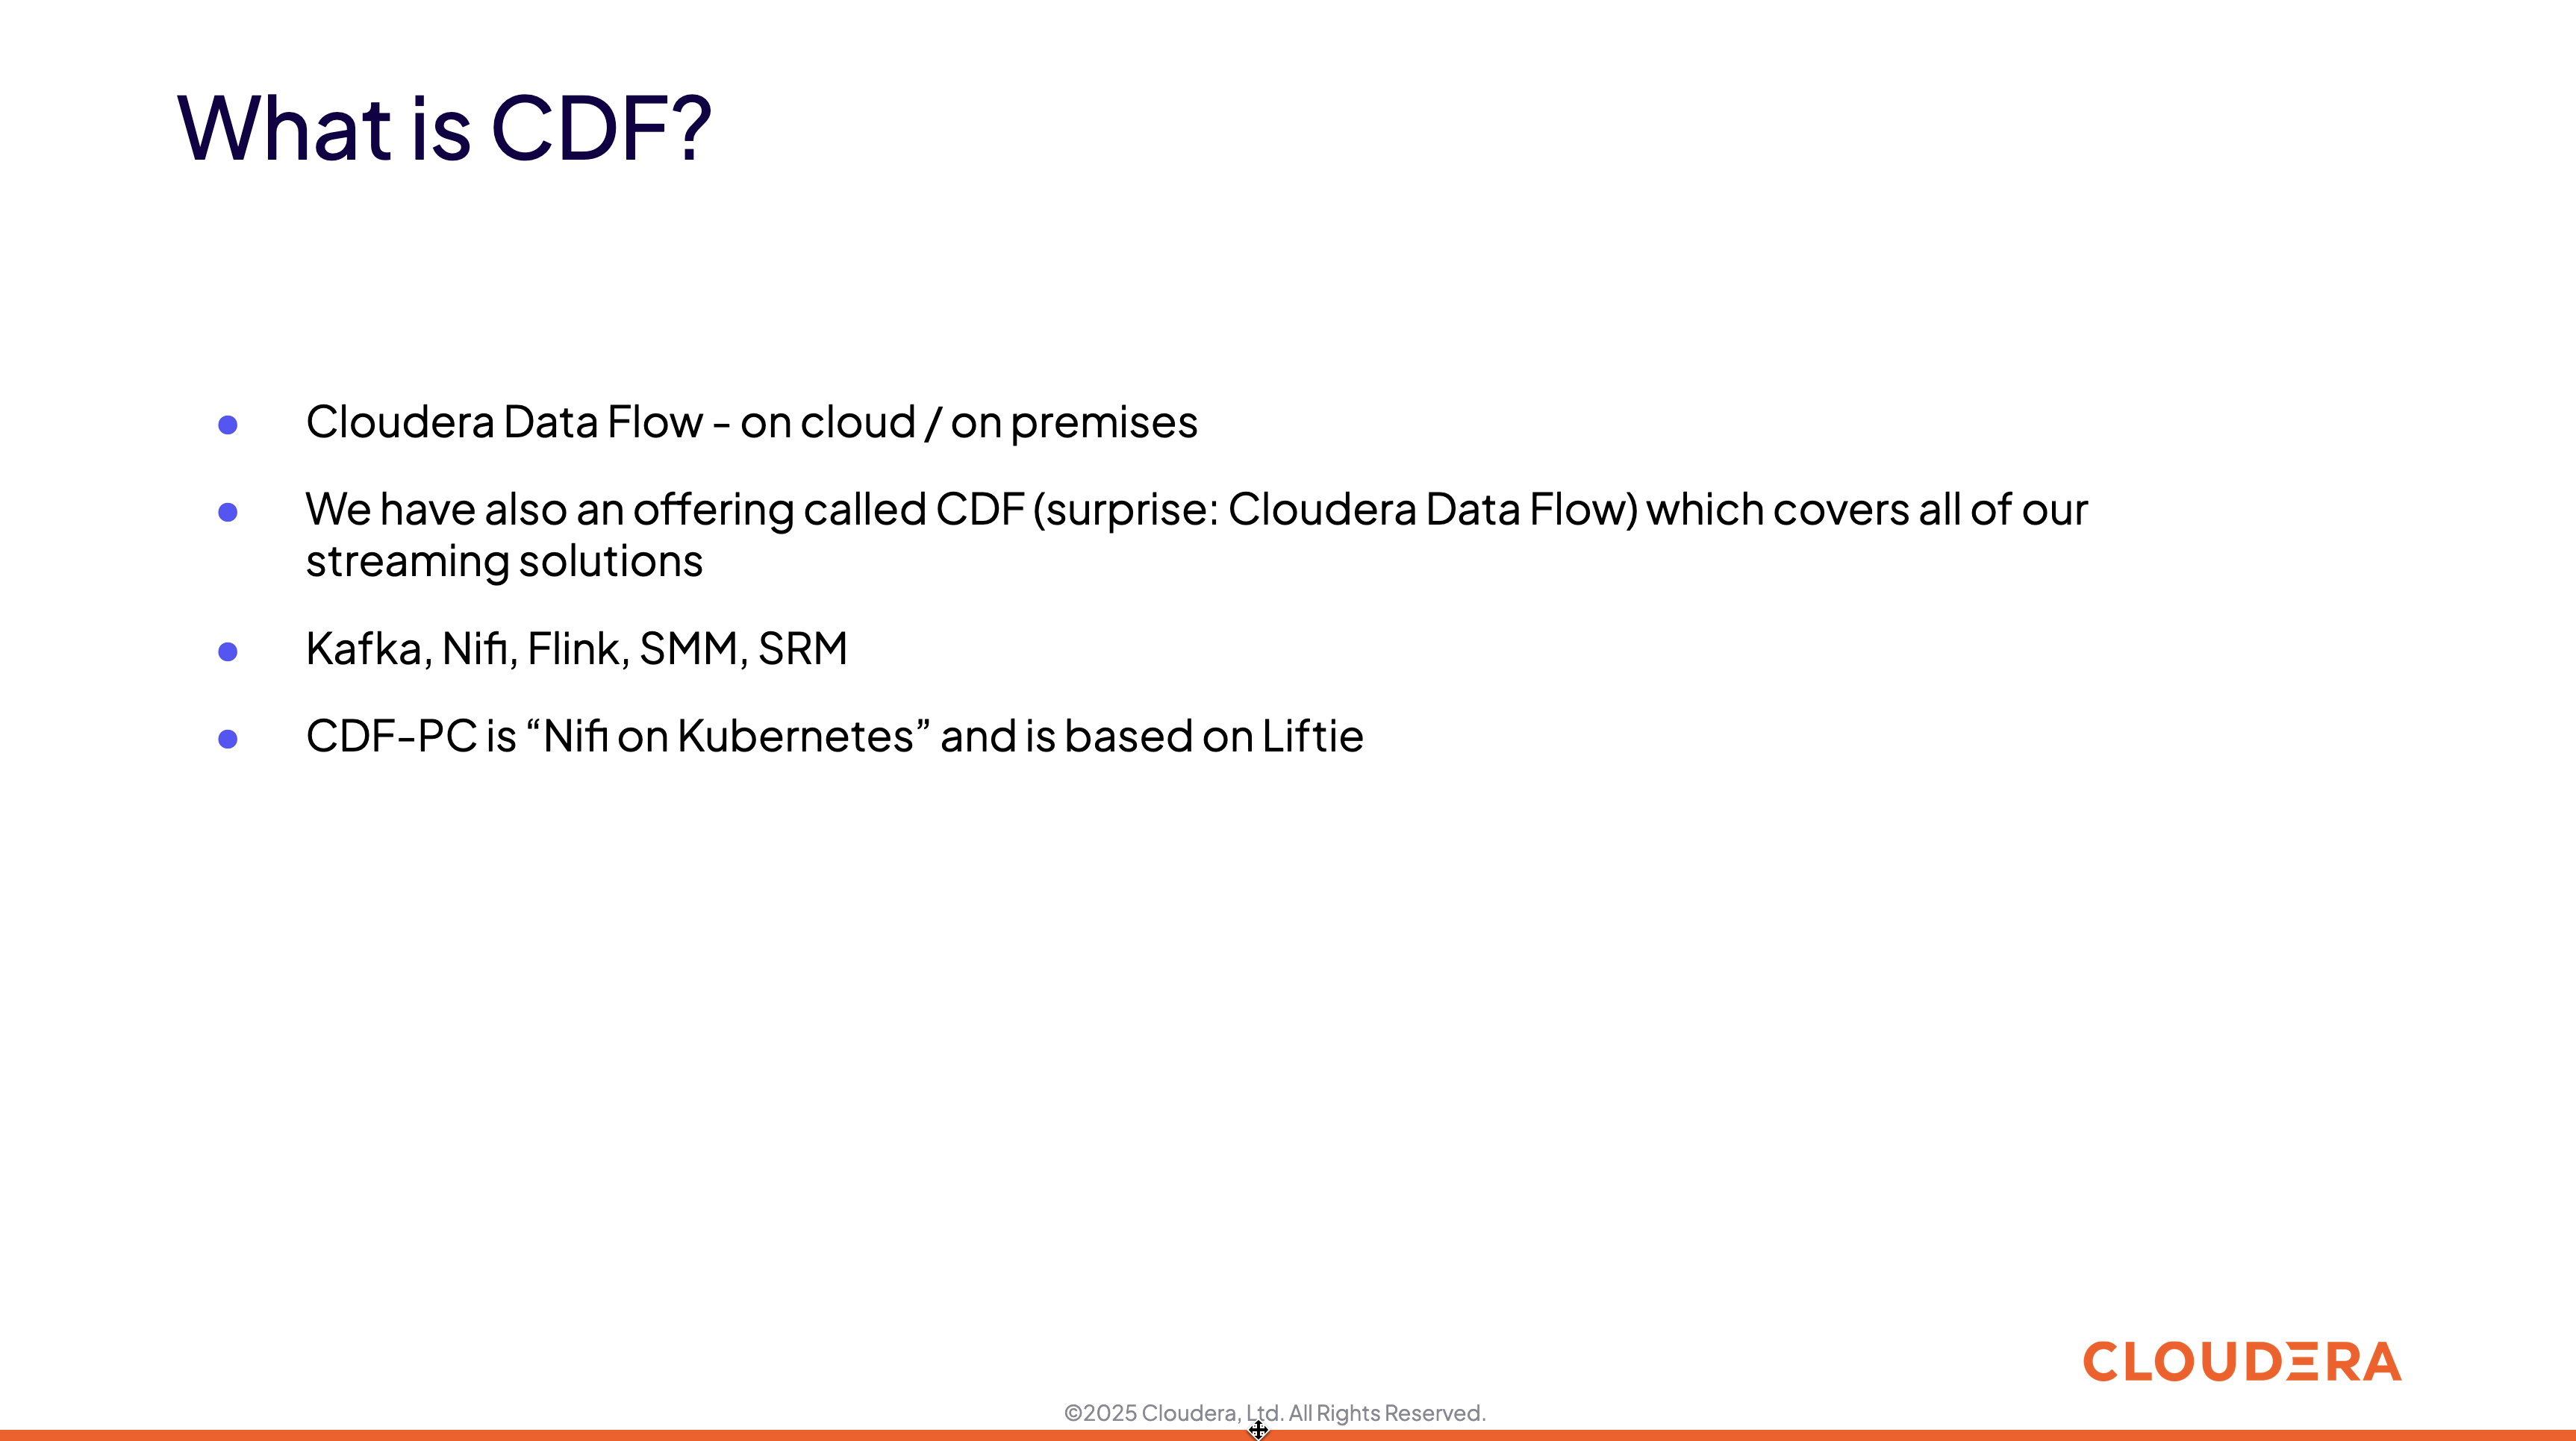 What is CDF?
● Cloudera Data Flow - on cloud / on premises
● We have also an offering called CDF (surprise: Cloudera Data Flow) which covers all of our
streaming solutions
● Kafka, Nifi, Flink, SMM, SRM
● CDF-PC is “Nifi on Kubernetes” and is based on Liftie
CLOUDERA
©2025 Cloudera, Ltd. All Rights Reserved.